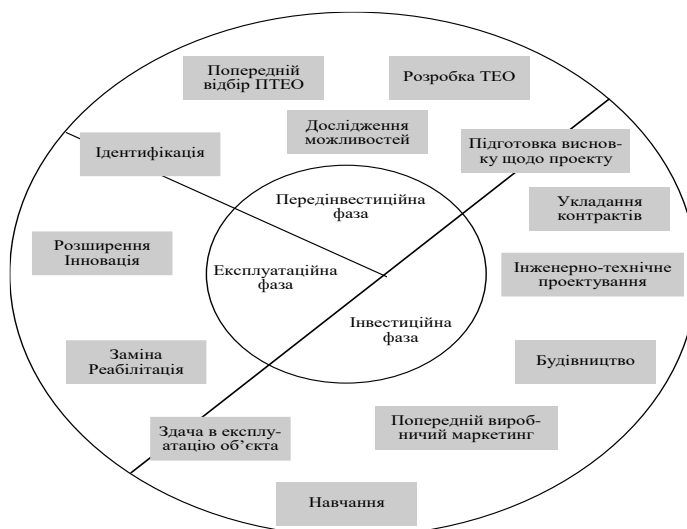 Попередній
відбір ПТЕО
Розробка ТЕО
Дослідження
можливостей
Ідентифікація
Підготовка виснов-
ку щодо проекту
Передінвестиційна
фаза
Укладання
контрактів
Розширення
Інновація
Експлуатаційна
фаза
Інженерно-технічне
проектування
Інвестиційна
фаза
Заміна
Реабілітація
Будівництво
Здача в експлу-
атацію об’єкта
Попередній вироб-
ничий маркетинг
Навчання